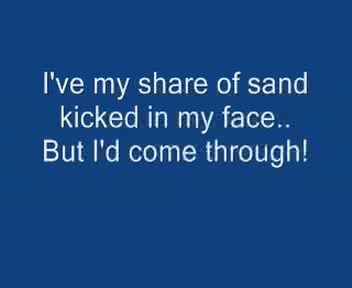 I've my share of sand
kicked in my face..
But I'd come through!